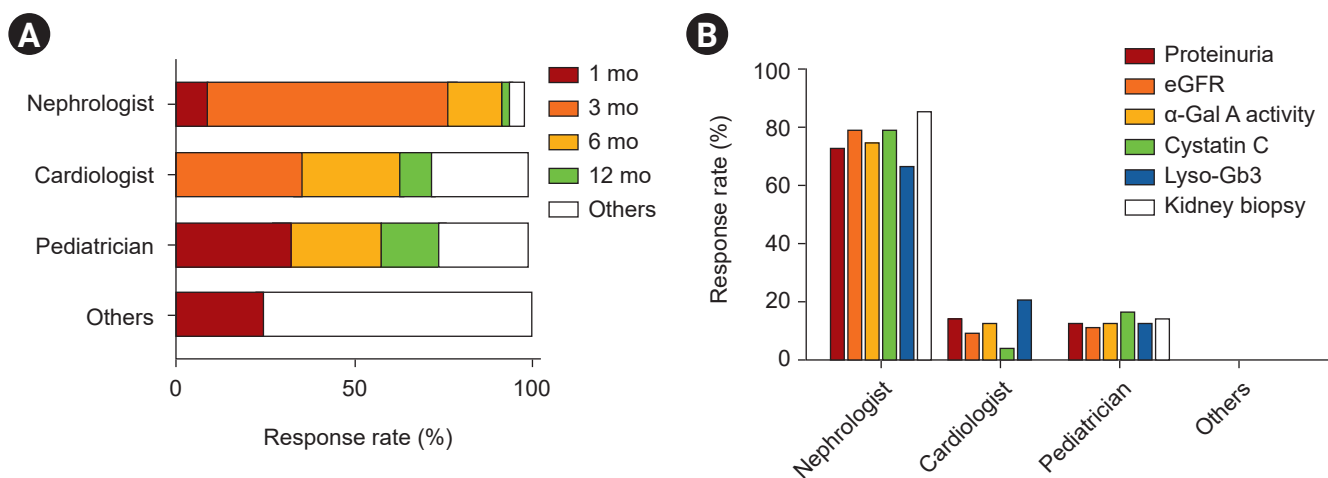 A
Nephrologist
Cardiologist
Pediatrician
Others
0
50
100
Response rate (%)
1 mo
3 mo
6 mo
12 mo
Others
B
Response rate (%)
100
80
60
40
20
0
Nephrologist
Cardiologist
Pediatrician
Others
Proteinuria
eGFR
α-Gal A activity
Cystatin C
Lyso-Gb3
Kidney biopsy